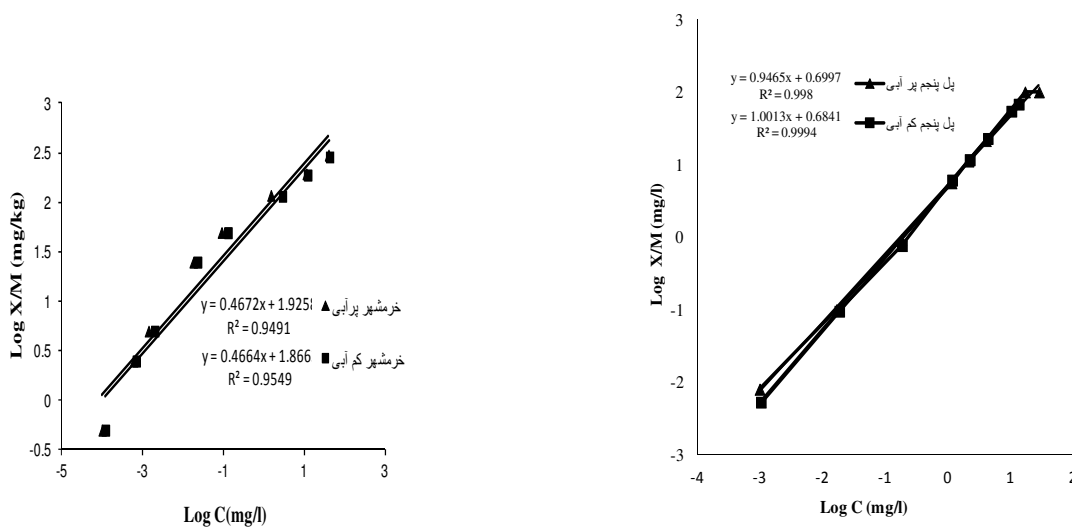 3
2.5
2
1.5
1
0.5
0
-0.5
-5
-3
-1
1
3
Log X/M (mg/kg)
Log C(mg/l)
y = 0.4672x + 1.9258
R² = 0.9491
خرمشهر پرآبی
y = 0.4664x + 1.866
R² = 0.9549
خرمشهر کم آبی
3
2
1
0
-1
-2
-3
-4
-3
-2
-1
0
1
2
Log X/M (mg/l)
Log C (mg/l)
y = 0.9465x + 0.6997
R² = 0.998
پل پنجم پر آبی
y = 1.0013x + 0.6841
R² = 0.9994
پل پنجم کم آبی